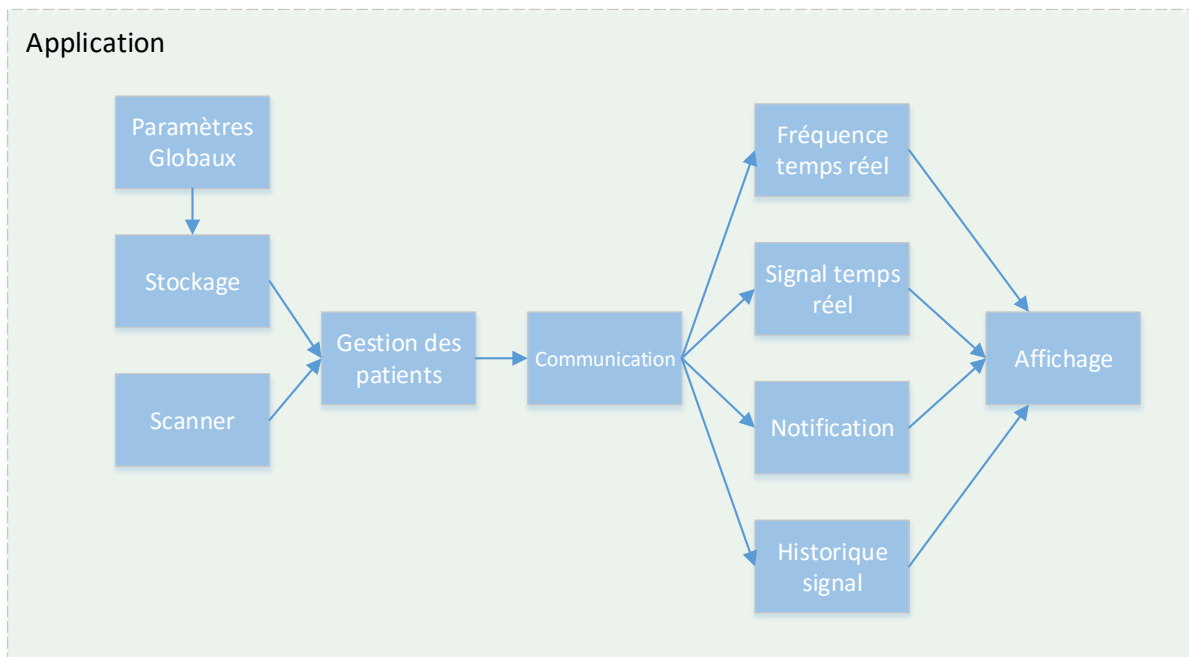 Application
Paramètres
Globaux
Stockage
Scanner
Gestion des
patients
Communication
Fréquence
temps réel
Signal temps
réel
Notification
Historique
signal
Affichage